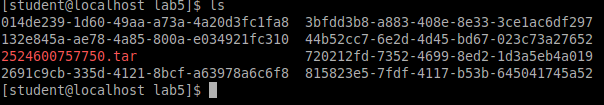 [student@localhost lab5]$ ls
014de239-1d60-49aa-a73a-4a20d3fc1fa8  3bfdd3b8-a883-408e-8e33-3ce1ac6df297
132e845a-ae78-4a85-800a-e034921fc310  44b52cc7-6e2d-4d45-bd67-023c73a27652
2524600757750.tar                     720212fd-7352-4699-8ed2-1d3a5eb4a019
2691c9cb-335d-4121-8bcf-a63978a6c6f8  815823e5-7fdf-4117-b53b-645041745a52
[student@localhost lab5]$